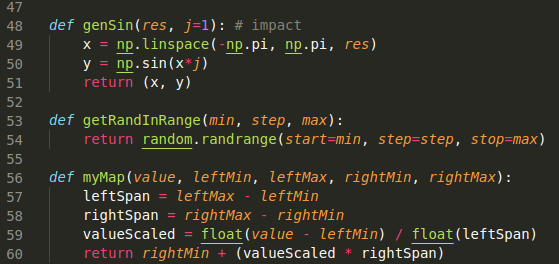 47
48 def genSin(res, j=1): # impact
49     x = np.linspace(-np.pi, np.pi, res)
50     y = np.sin(x*j)
51     return (x, y)
52
53 def getRandInRange(min, step, max):
54     return random.randrange(start=min, step=step, stop=max)
55
56 def myMap(value, leftMin, leftMax, rightMin, rightMax):
57     leftSpan = leftMax - leftMin
58     rightSpan = rightMax - rightMin
59     valueScaled = float(value - leftMin) / float(leftSpan)
60     return rightMin + (valueScaled * rightSpan)